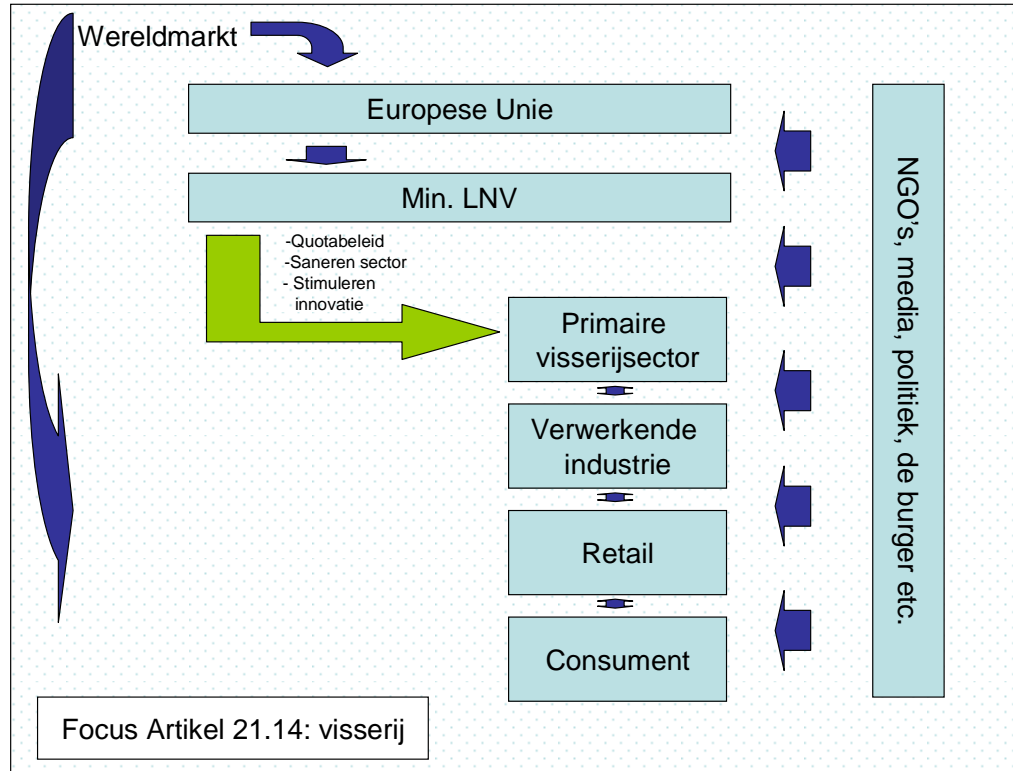 Wereldmarkt
Europese Unie
Min. LNV
-Quotabeleid
-Saneren sector
- Stimuleren
innovatie
Primaire
visserijsector
Verwerkende
industrie
Retail
Consument
NGO's, media, politiek, de burger etc.
Focus Artikel 21.14: visserij